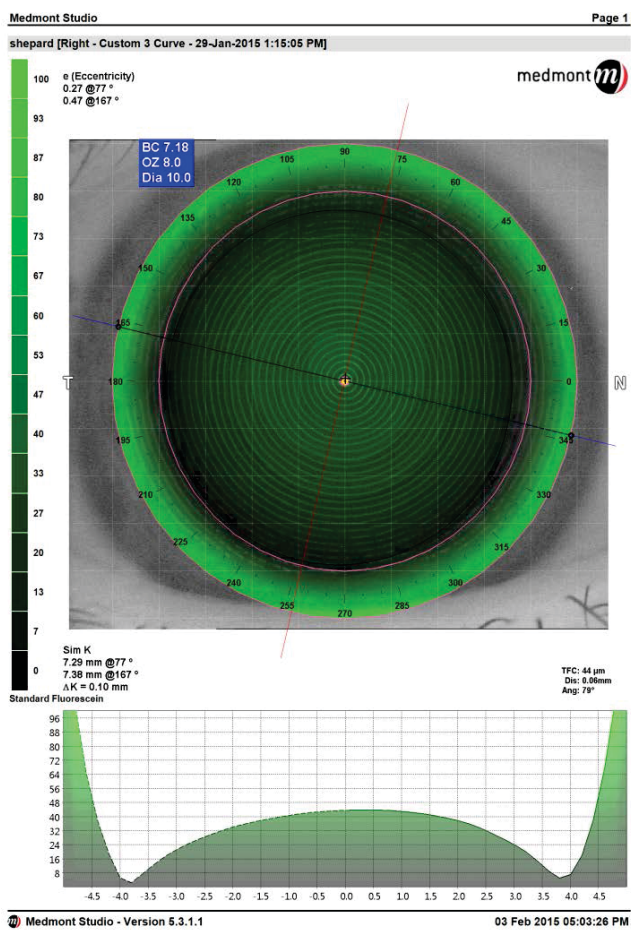 Medmont Studio Page 1
shepard [Right - Custom 3 Curve - 29-Jan-2015 1:15:05 PM]
e (Eccentricity)
0.27 @77 °
0.47 @167 °
medmont m
BC 7.18
OZ 8.0
Dia 10.0
100
93
87
80
73
67
60
53
47
40
33
27
20
13
7
0
90
75
60
45
30
15
0
345
330
315
300
285
270
255
240
225
210
195
180
165
150
135
120
105
T
N
Sim K
7.29 mm @77 °
7.38 mm @167 °
ΔK = 0.10 mm
TFC: 44 µm
Dis: 0.06mm
Ang: 79°
Standard Fluorescein
96
88
80
72
64
56
48
40
32
24
16
8
-4.5 -4.0 -3.5 -3.0 -2.5 -2.0 -1.5 -1.0 -0.5 0.0 0.5 1.0 1.5 2.0 2.5 3.0 3.5 4.0 4.5
m Medmont Studio - Version 5.3.1.1 03 Feb 2015 05:03:26 PM